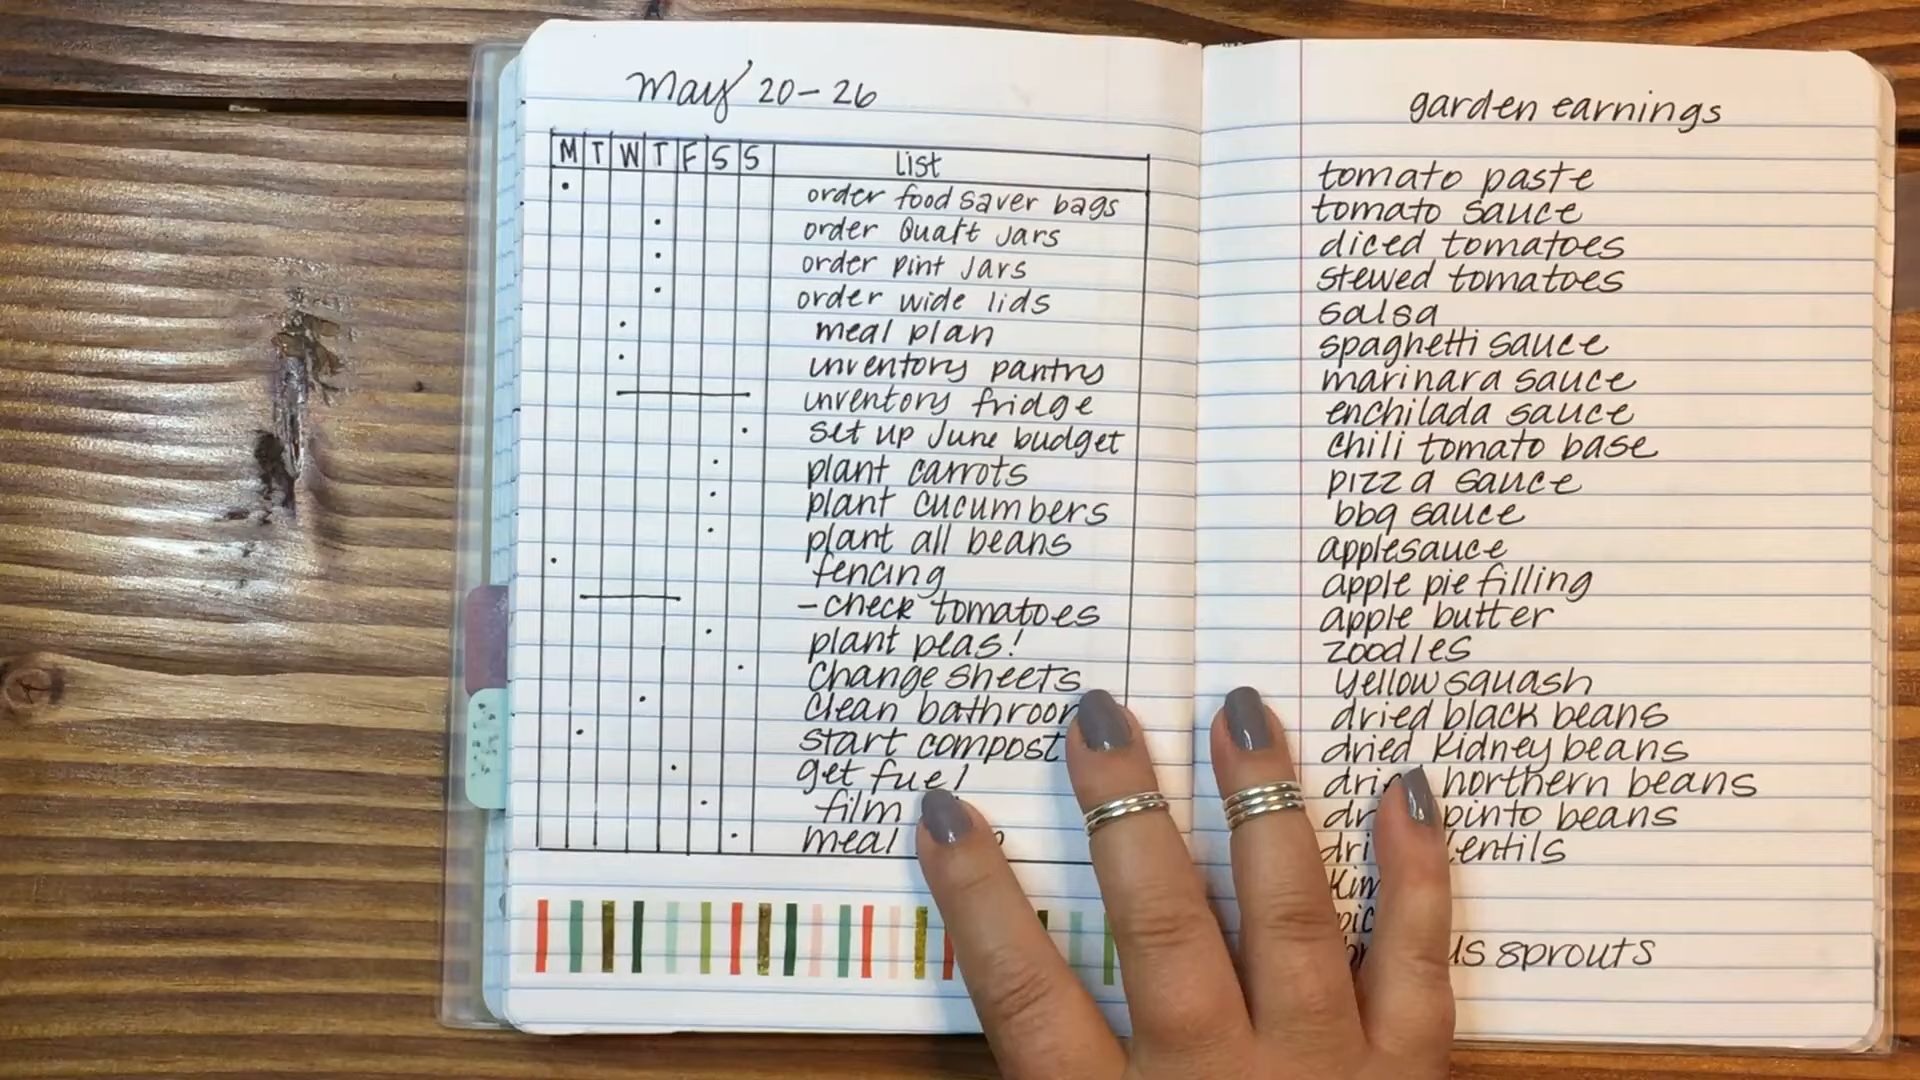 May 20-26
M T W T F S S List
order food saver bags
order Quart Jars
order pint Jars
order wide lids
meal plan
inventory pantry
inventory fridge
set up June budget
plant carrots
plant cucumbers
plant all beans
fencing
-check tomatoes
plant peas!
change sheets
clean bathroom
start compost
get fuel
film
meal
garden earnings
tomato paste
tomato sauce
diced tomatoes
stewed tomatoes
salsa
spaghetti sauce
marinara sauce
enchilada sauce
chili tomato base
pizza sauce
bbq sauce
applesauce
apple pie filling
apple butter
zoodles
yellow squash
dried black beans
dried kidney beans
dried northern beans
pinto beans
lentils
sprouts